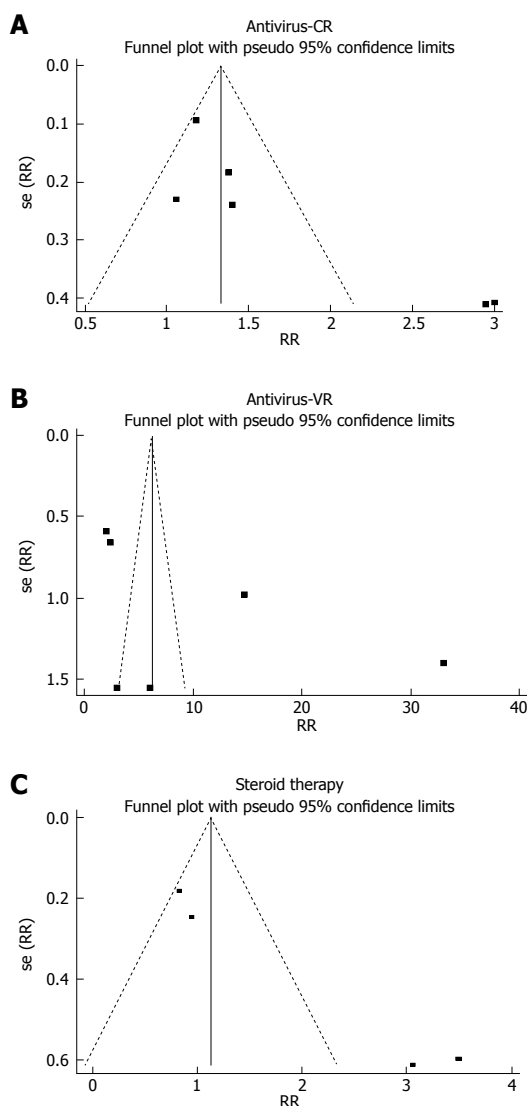 A
Antivirus-CR
Funnel plot with pseudo 95% confidence limits
0.0
0.1
0.2
0.3
0.4
se (RR)
0.5 1 1.5 2 2.5 3
RR
B
Antivirus-VR
Funnel plot with pseudo 95% confidence limits
0.0
0.5
1.0
1.5
se (RR)
0 10 20 30 40
RR
C
Steroid therapy
Funnel plot with pseudo 95% confidence limits
0.0
0.2
0.4
0.6
se (RR)
0 1 2 3 4
RR